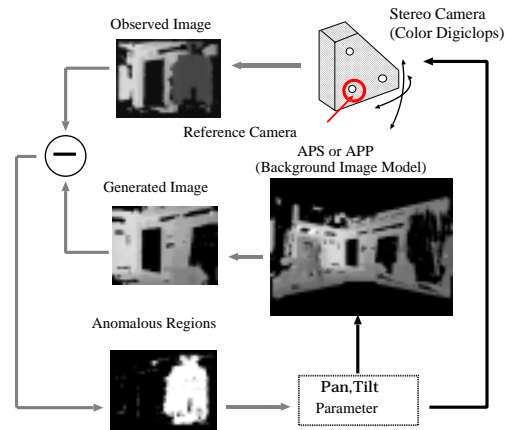 Observed Image
Stereo Camera
(Color Digiclops)
Reference Camera
APS or APP
(Background Image Model)
Generated Image
Anomalous Regions
Pan,Tilt
Parameter